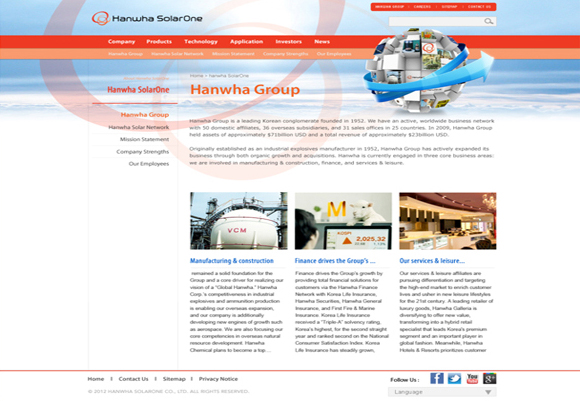 HANWHA GROUP CAREERS SITEMAP CONTACT US
Hanwha SolarOne
Company Products Technology Application Investors News
Hanwha Group Hanwha Solar Network Mission Statement Company Strengths Our Employees
Home > Hanwha SolarOne
Hanwha SolarOne
Hanwha Group
Hanwha Group
Hanwha Solar Network
Mission Statement
Company Strengths
Our Employees
Hanwha Group is a leading Korean conglomerate founded in 1952. We have an active, worldwide business network
with 50 domestic affiliates, 36 overseas subsidiaries, and 31 sales offices in 25 countries. In 2009, Hanwha Group
held assets of approximately $71billion USD and a total revenue of approximately $23billion USD.
Originally established as an industrial explosives manufacturer in 1952, Hanwha Group has actively expanded its
business through both organic growth and acquisitions. Hanwha is currently engaged in three core business areas:
we are involved in manufacturing & construction, finance, and services & leisure.
VCM
KOSPI
2,025.32
Manufacturing & construction
remained a solid foundation for the
Group and a core driver for realizing our
vision of a "Global Hanwha." Hanwha
Corp.'s competitiveness in industrial
explosives and ammunition production
is enabling our overseas expansion,
and our company is additionally
developing new engines of growth such
as aerospace. We are also focusing our
core competencies in overseas natural
resource development. Hanwha
Chemical plans to become a top...
Finance drives the Group's ...
Finance drives the Group's growth by
providing total financial solutions for
customers via the Hanwha Finance
Network with Korea Life Insurance,
Hanwha Securities, Hanwha General
Insurance, and First Fire & Marine
Insurance. Korea Life Insurance
received a "Triple-A" solvency rating,
Korea's highest, for the second straight
year and ranked second on the National
Consumer Satisfaction Index. Korea
Life Insurance has steadily grown,
Our services & leisure...
Our services & leisure affiliates are
pursuing differentiation and targeting
the high-end market to enrich customer
lives and usher in new leisure lifestyles
for the 21st century. A leading retailer of
luxury goods, Hanwha Galleria is
diversifying to offer new value,
transforming into a hybrid retail
specialist that leads Korea's premium
segment and an important player in
global fashion. Meanwhile, Hanwha
Hotels & Resorts prioritizes customer
Home Contact Us Sitemap Privacy Notice
© 2012 HANWHA SOLARONE CO., LTD. ALL RIGHTS RESERVED.
Follow Us :
You Tube
Language